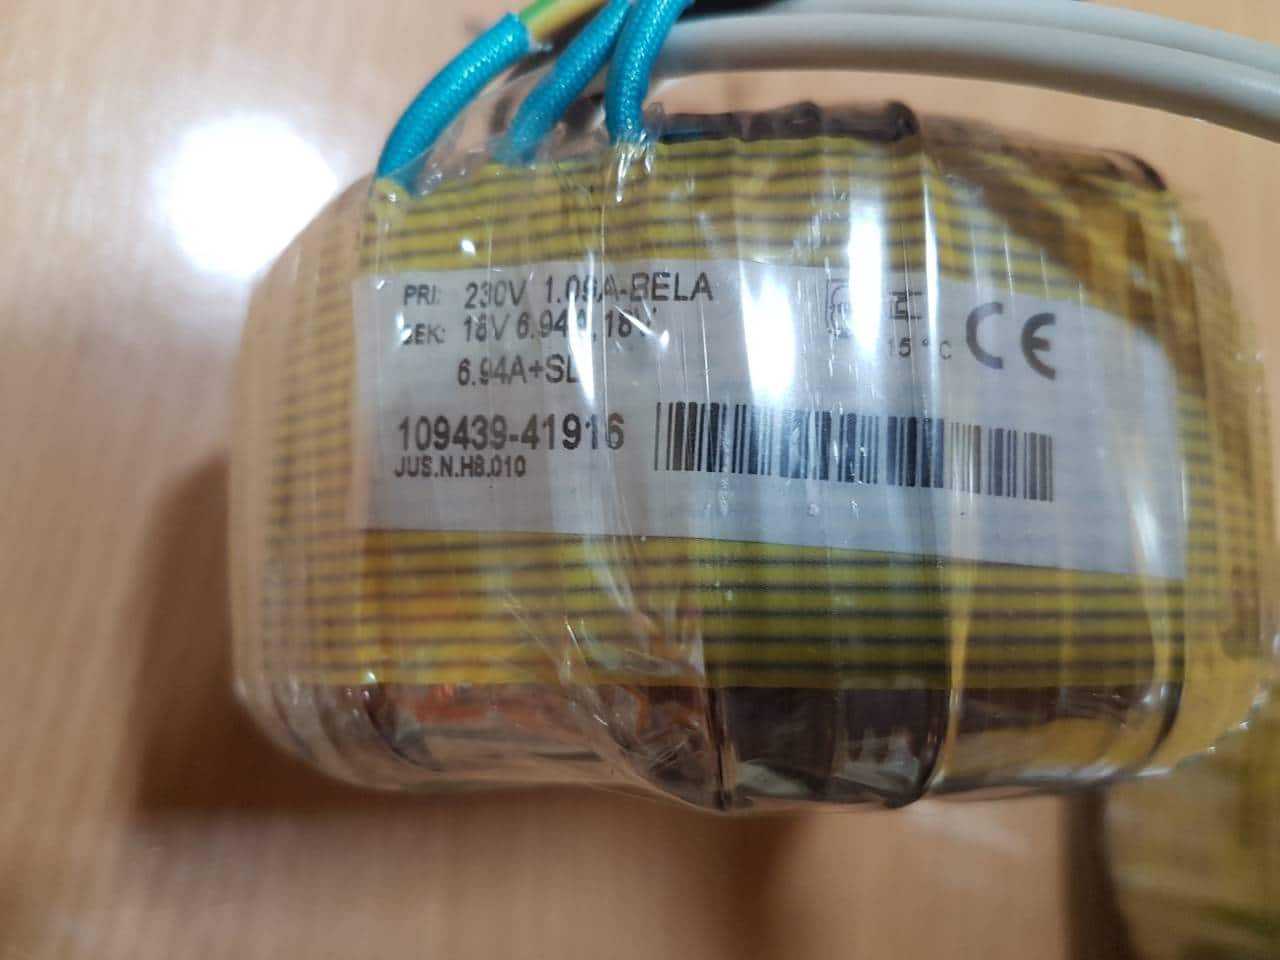 PRI: 230V 1.09A-BELA
SEK: 18V 6.94A, 18V
6.94A+SL
15 °C
CE
109439-41916
JUS.N.H8.010